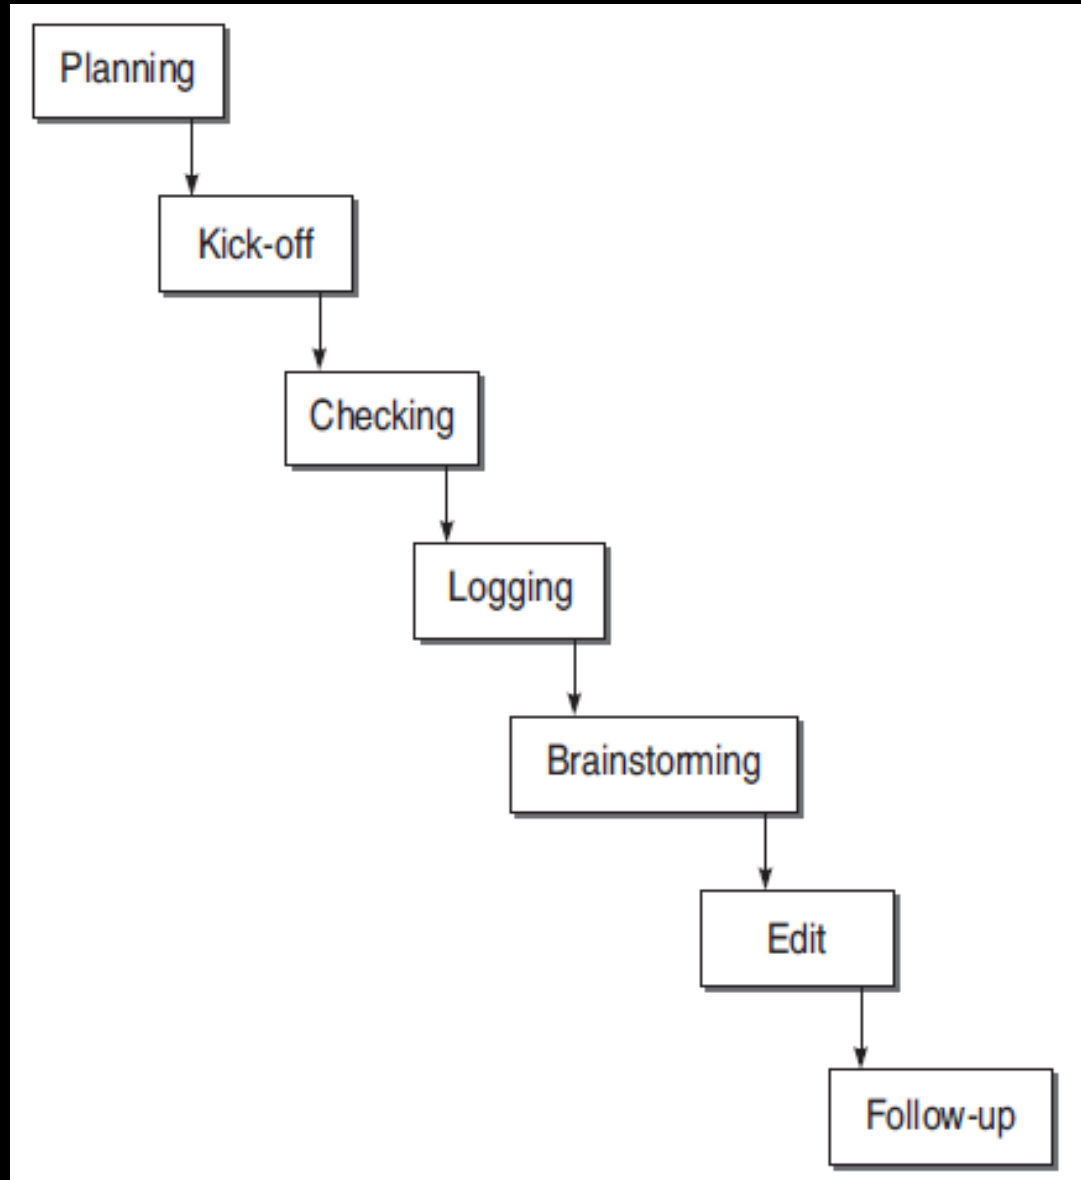 Planning
Kick-off
Checking
Logging
Brainstorming
Edit
Follow-up